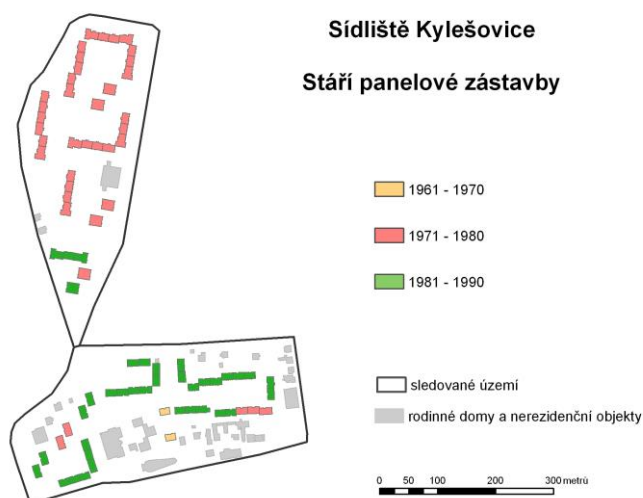 Sídliště Kylešovice
Stáří panelové zástavby
1961 - 1970
1971 - 1980
1981 - 1990
sledované území
rodinné domy a nerezidenční objekty
0 50 100 200 300 metrů